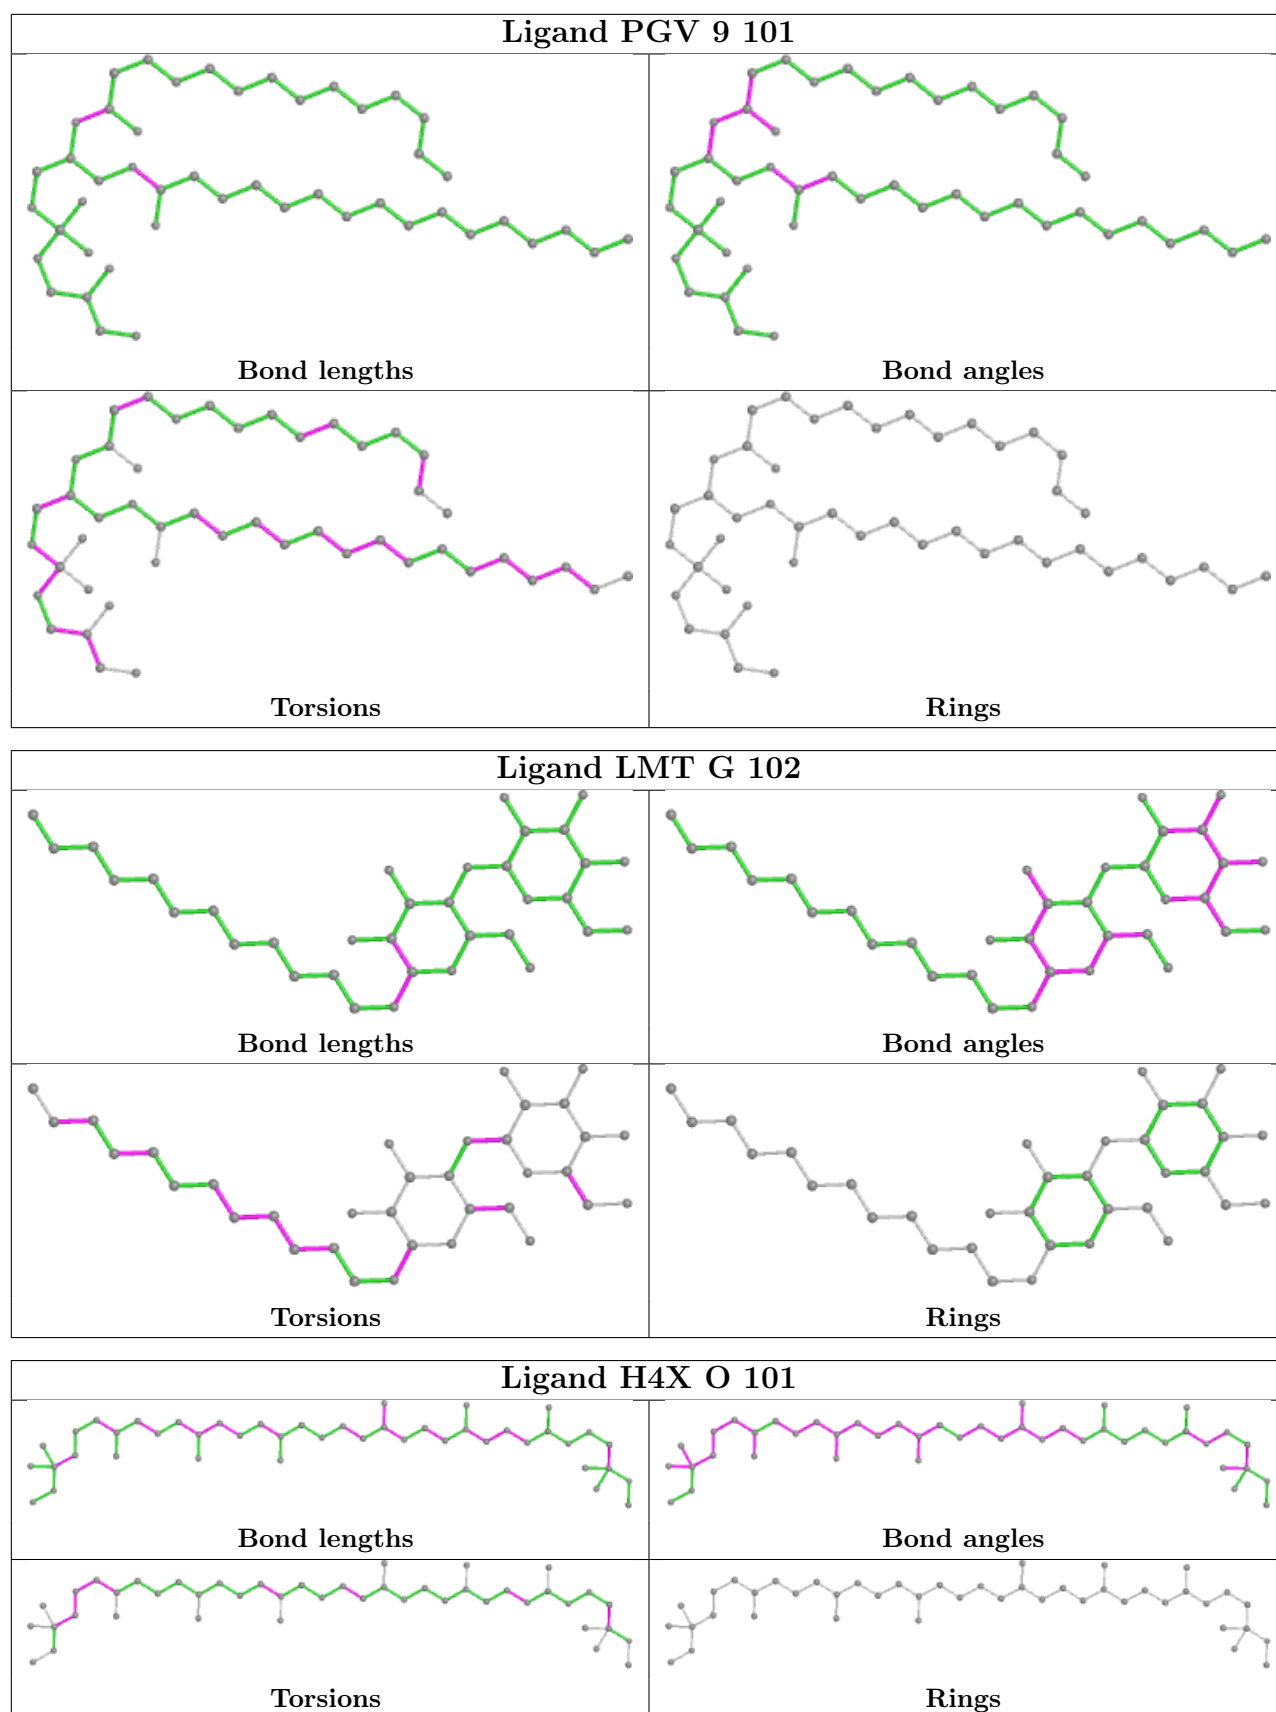 Ligand PGV 9 101
Bond lengths
Bond angles
Torsions
Rings
Ligand LMT G 102
Bond lengths
Bond angles
Torsions
Rings
Ligand H4X O 101
Bond lengths
Bond angles
Torsions
Rings